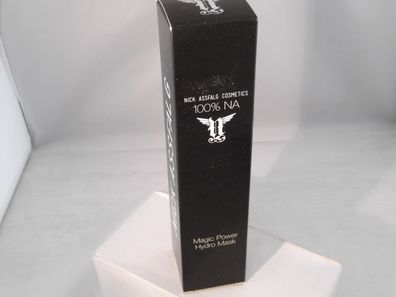 NICK ASSFALG COSMETICS
100% NA
Magic Power
Hydro Mask